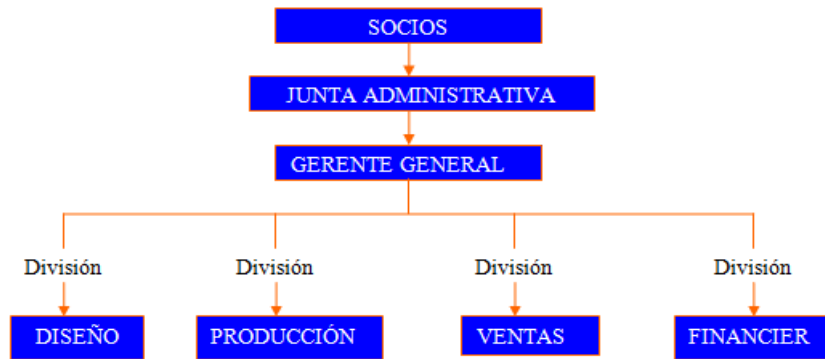 SOCIOS
JUNTA ADMINISTRATIVA
GERENTE GENERAL
División División División División
DISEÑO PRODUCCIÓN VENTAS FINANCIER